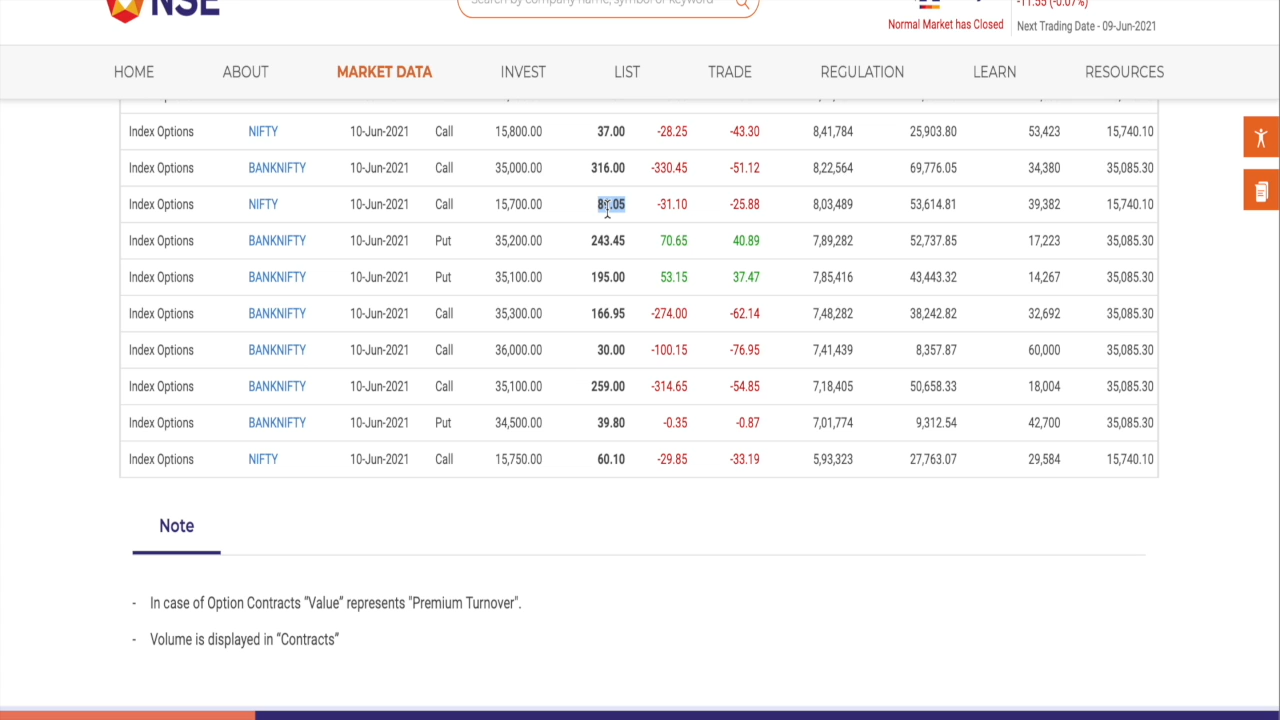 NSE
Search by company name, symbol or keyword
-11.55 (-0.07%)
Normal Market has Closed
Next Trading Date - 09-Jun-2021
HOME ABOUT MARKET DATA INVEST LIST TRADE REGULATION LEARN RESOURCES
Index Options NIFTY 10-Jun-2021 Call 15,800.00 37.00 -28.25 -43.30 8,41,784 25,903.80 53,423 15,740.10
Index Options BANKNIFTY 10-Jun-2021 Call 35,000.00 316.00 -330.45 -51.12 8,22,564 69,776.05 34,380 35,085.30
Index Options NIFTY 10-Jun-2021 Call 15,700.00 -31.10 -25.88 8,03,489 53,614.81 39,382 15,740.10
Index Options BANKNIFTY 10-Jun-2021 Put 35,200.00 243.45 70.65 40.89 7,89,282 52,737.85 17,223 35,085.30
Index Options BANKNIFTY 10-Jun-2021 Put 35,100.00 195.00 53.15 37.47 7,85,416 43,443.32 14,267 35,085.30
Index Options BANKNIFTY 10-Jun-2021 Call 35,300.00 166.95 -274.00 -62.14 7,48,282 38,242.82 32,692 35,085.30
Index Options BANKNIFTY 10-Jun-2021 Call 36,000.00 30.00 -100.15 -76.95 7,41,439 8,357.87 60,000 35,085.30
Index Options BANKNIFTY 10-Jun-2021 Call 35,100.00 259.00 -314.65 -54.85 7,18,405 50,658.33 18,004 35,085.30
Index Options BANKNIFTY 10-Jun-2021 Put 34,500.00 39.80 -0.35 -0.87 7,01,774 9,312.54 42,700 35,085.30
Index Options NIFTY 10-Jun-2021 Call 15,750.00 60.10 -29.85 -33.19 5,93,323 27,763.07 29,584 15,740.10
Note
- In case of Option Contracts "Value" represents "Premium Turnover".
- Volume is displayed in "Contracts"